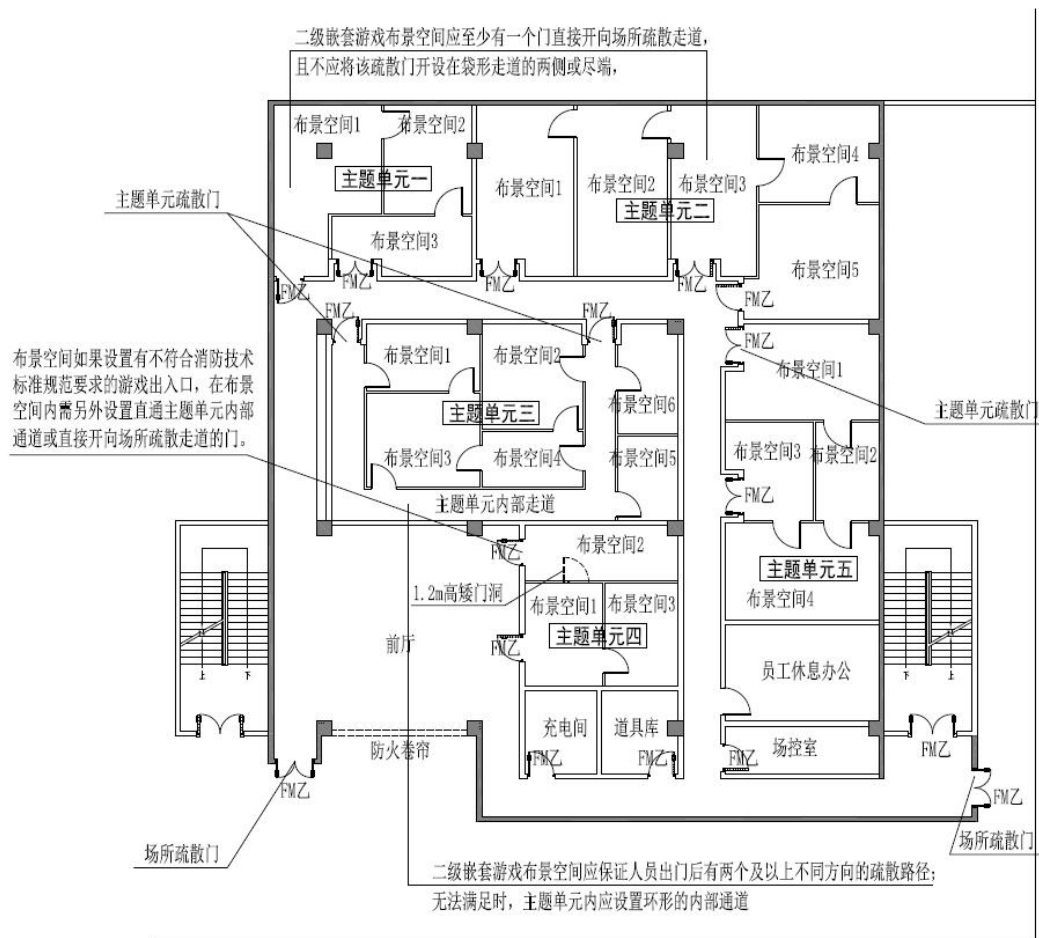 二级嵌套游戏布景空间应至少有一个门直接开向场所疏散走道,
且不应将该疏散门开设在袋形走道的两侧或尽端,
布景空间1
布景空间2
主题单元一
布景空间3
布景空间1
布景空间2
布景空间3
主题单元二
布景空间4
布景空间5
主题单元疏散门
FM乙
FM乙
FM乙
FM乙
FM乙
FM乙
FM乙
FM乙
布景空间如果设置有不符合消防技术
标准规范要求的游戏出入口,在布景
空间内需另外设置直通主题单元内部
通道或直接开向场所疏散走道的门。
布景空间1
布景空间2
主题单元三
布景空间3
布景空间4
布景空间6
布景空间5
主题单元内部走道
布景空间1
主题单元疏散门
布景空间3
布景空间2
FM乙
主题单元五
布景空间4
FM乙
布景空间2
1.2m高矮门洞
布景空间1
布景空间3
主题单元四
FM乙
前厅
上
下
下
上
员工休息办公
充电间
道具库
FM乙
FM乙
场控室
FM乙
FM乙
防火卷帘
FM乙
FM乙
场所疏散门
场所疏散门
二级嵌套游戏布景空间应保证人员出门后有两个及以上不同方向的疏散路径;
无法满足时,主题单元内应设置环形的内部通道